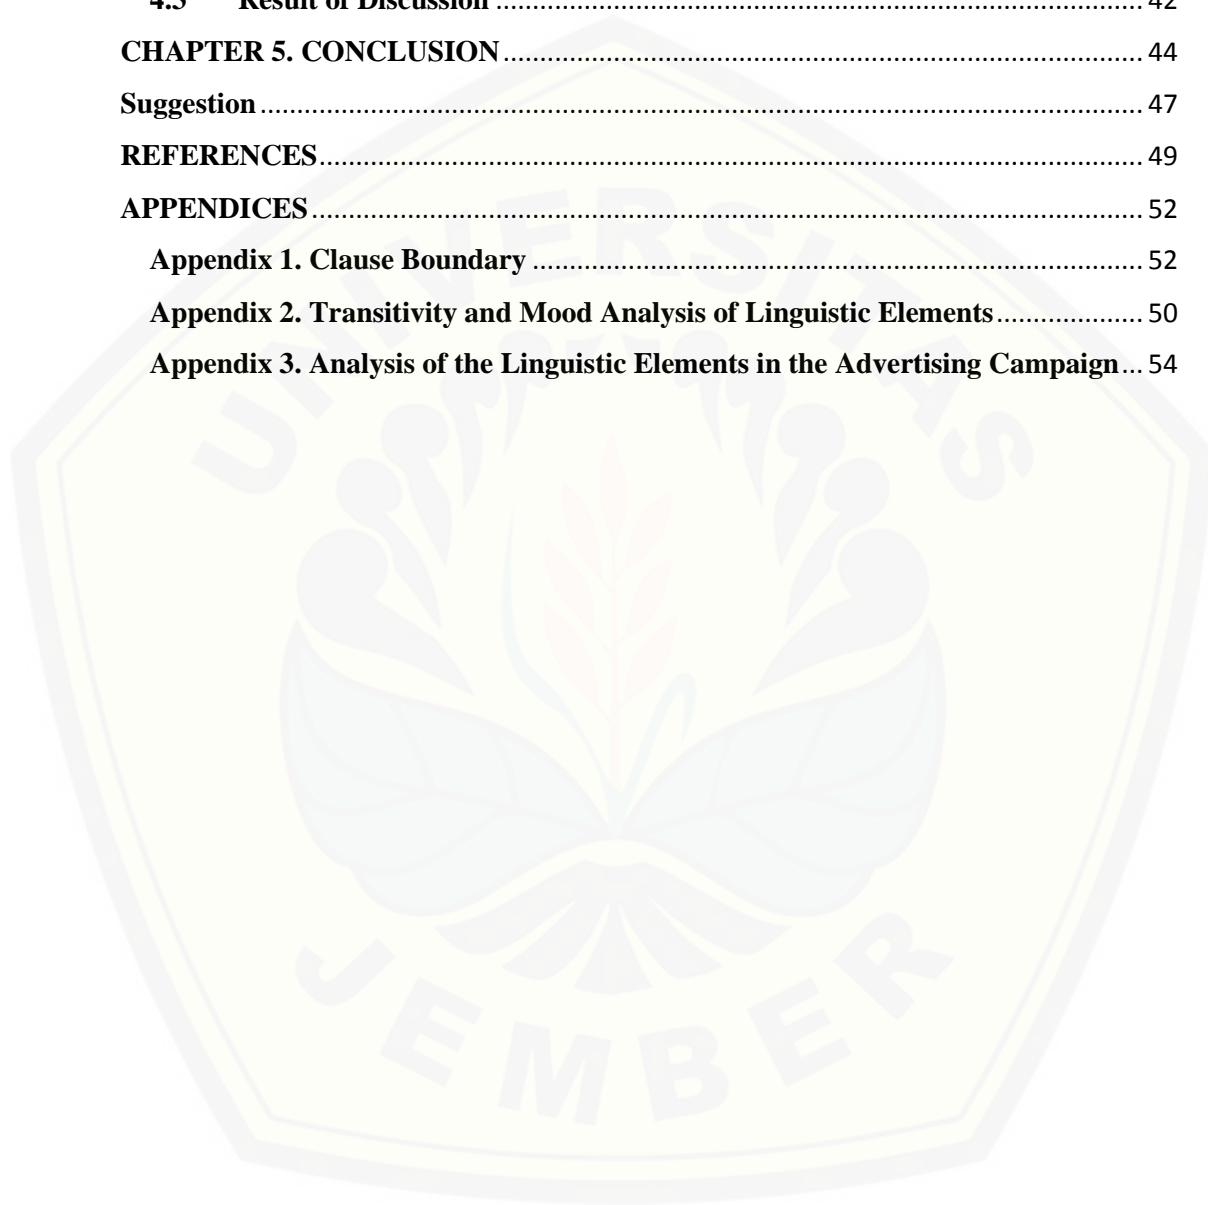 4.3 Result of Discussion 42
CHAPTER 5. CONCLUSION 44
Suggestion 47
REFERENCES 49
APPENDICES 52
Appendix 1. Clause Boundary 52
Appendix 2. Transitivity and Mood Analysis of Linguistic Elements 50
Appendix 3. Analysis of the Linguistic Elements in the Advertising Campaign 54
UNIVERSITAS
JEMBER